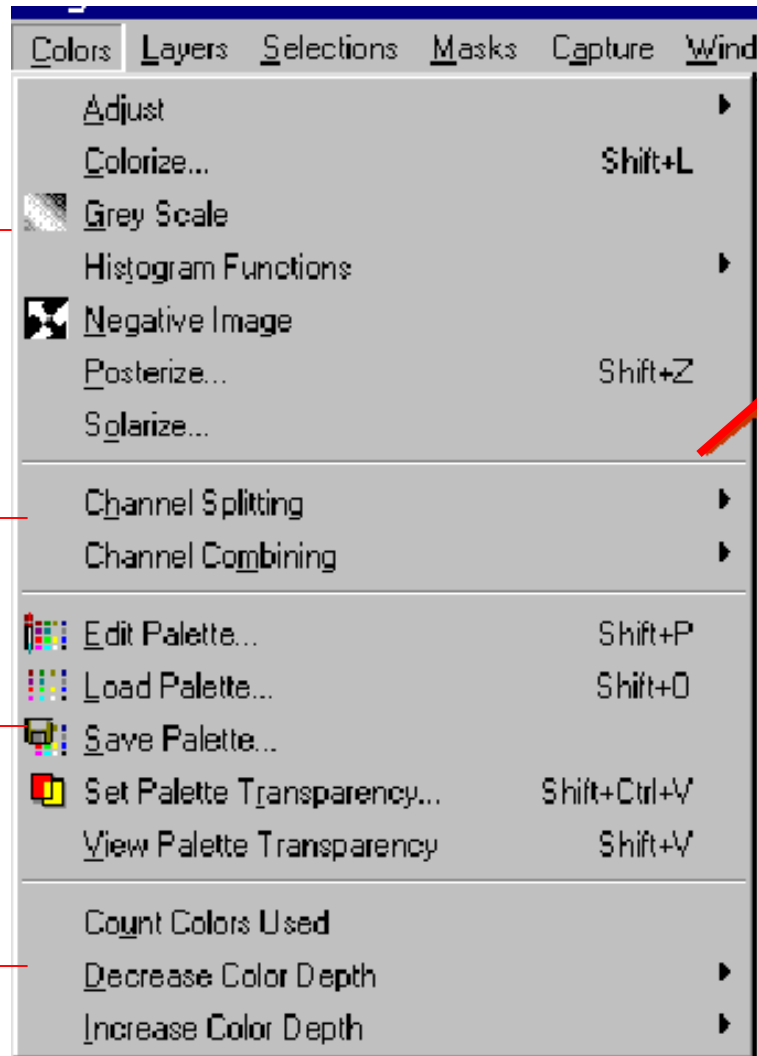 Colors Layers Selections Masks Capture Wind
Adjust
Colorize... Shift+L
Grey Scale
Histogram Functions
Negative Image
Posterize... Shift+Z
Solarize...
Channel Splitting
Channel Combining
Edit Palette... Shift+P
Load Palette... Shift+O
Save Palette...
Set Palette Transparency... Shift+Ctrl+V
View Palette Transparency Shift+V
Count Colors Used
Decrease Color Depth
Increase Color Depth